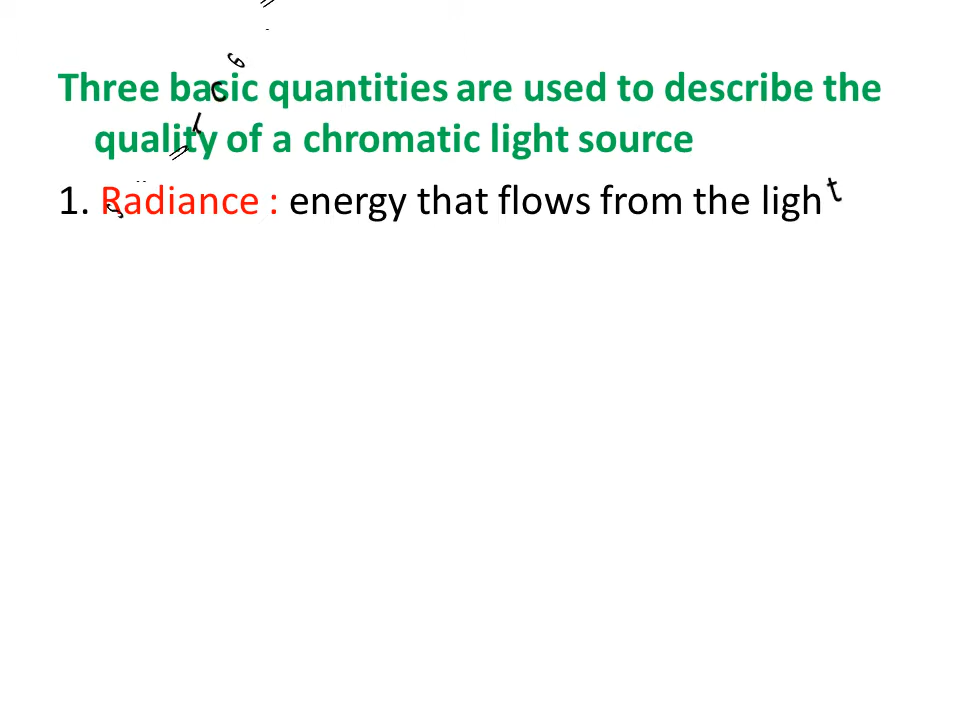 Three basic quantities are used to describe the
quality of a chromatic light source
1. Radiance : energy that flows from the light